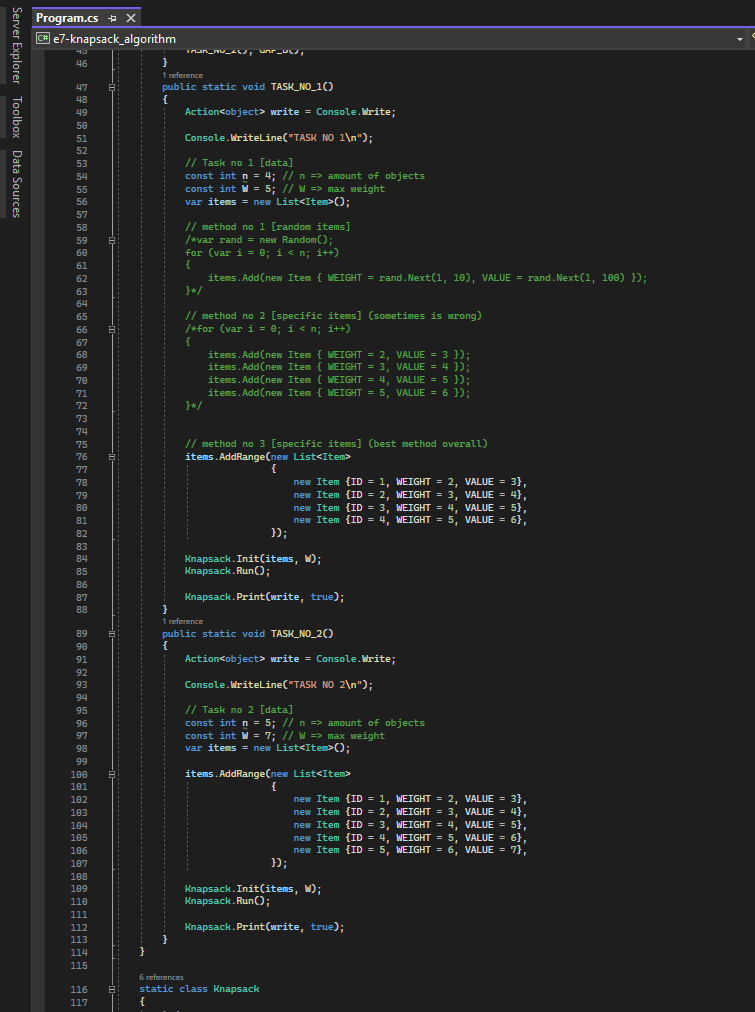 Server Explorer
Toolbox
Data Sources
Program.cs
C# e7-knapsack_algorithm
45 TASK_NO_2(); GAP_B();
46 }
1 reference
47 public static void TASK_NO_1()
48 {
49 Action<object> write = Console.Write;
50
51 Console.WriteLine("TASK NO 1\n");
52
53 // Task no 1 [data]
54 const int n = 4; // n => amount of objects
55 const int W = 5; // W => max weight
56 var items = new List<Item>();
57
58 // method no 1 [random items]
59 /*var rand = new Random();
60 for (var i = 0; i < n; i++)
61 {
62 items.Add(new Item { WEIGHT = rand.Next(1, 10), VALUE = rand.Next(1, 100) });
63 }*/
64
65 // method no 2 [specific items] (sometimes is wrong)
66 /*for (var i = 0; i < n; i++)
67 {
68 items.Add(new Item { WEIGHT = 2, VALUE = 3 });
69 items.Add(new Item { WEIGHT = 3, VALUE = 4 });
70 items.Add(new Item { WEIGHT = 4, VALUE = 5 });
71 items.Add(new Item { WEIGHT = 5, VALUE = 6 });
72 }*/
73
74
75 // method no 3 [specific items] (best method overall)
76 items.AddRange(new List<Item>
77 {
78 new Item {ID = 1, WEIGHT = 2, VALUE = 3},
79 new Item {ID = 2, WEIGHT = 3, VALUE = 4},
80 new Item {ID = 3, WEIGHT = 4, VALUE = 5},
81 new Item {ID = 4, WEIGHT = 5, VALUE = 6},
82 });
83
84 Knapsack.Init(items, W);
85 Knapsack.Run();
86
87 Knapsack.Print(write, true);
88 }
1 reference
89 public static void TASK_NO_2()
90 {
91 Action<object> write = Console.Write;
92
93 Console.WriteLine("TASK NO 2\n");
94
95 // Task no 2 [data]
96 const int n = 5; // n => amount of objects
97 const int W = 7; // W => max weight
98 var items = new List<Item>();
99
100 items.AddRange(new List<Item>
101 {
102 new Item {ID = 1, WEIGHT = 2, VALUE = 3},
103 new Item {ID = 2, WEIGHT = 3, VALUE = 4},
104 new Item {ID = 3, WEIGHT = 4, VALUE = 5},
105 new Item {ID = 4, WEIGHT = 5, VALUE = 6},
106 new Item {ID = 5, WEIGHT = 6, VALUE = 7},
107 });
108
109 Knapsack.Init(items, W);
110 Knapsack.Run();
111
112 Knapsack.Print(write, true);
113 }
114 }
115
6 references
116 static class Knapsack
117 {